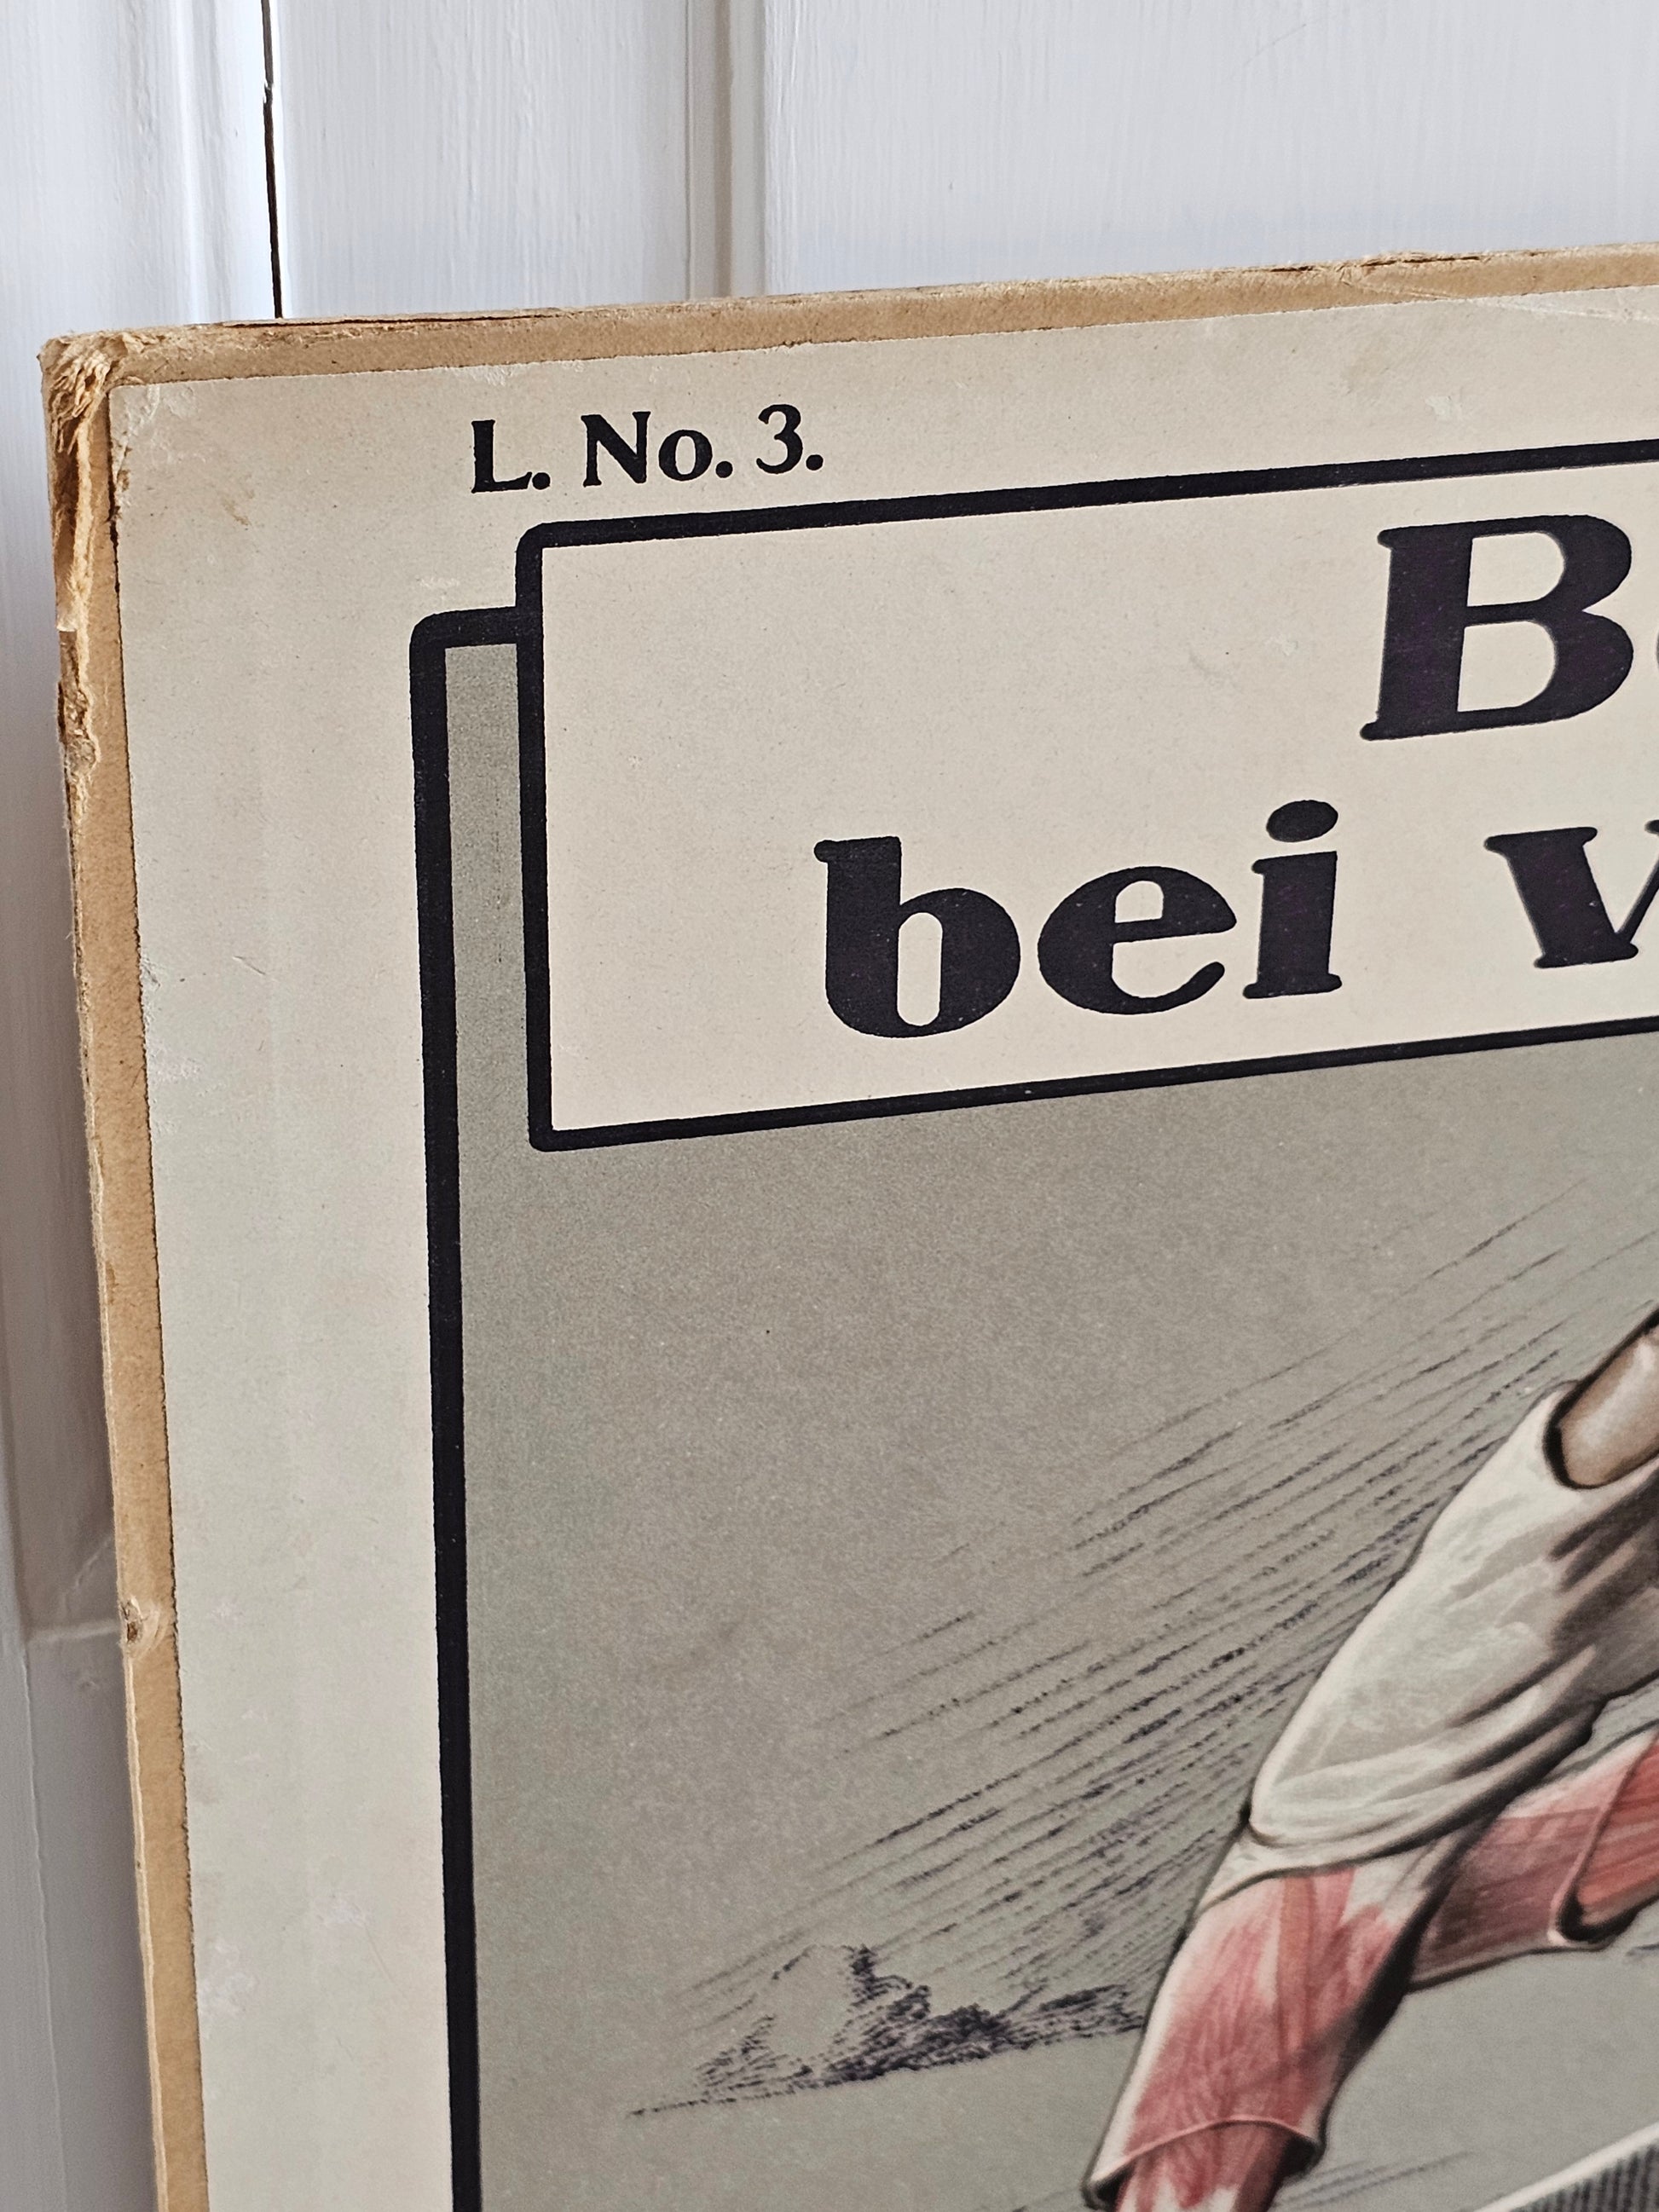 L. No. 3.
B
bei